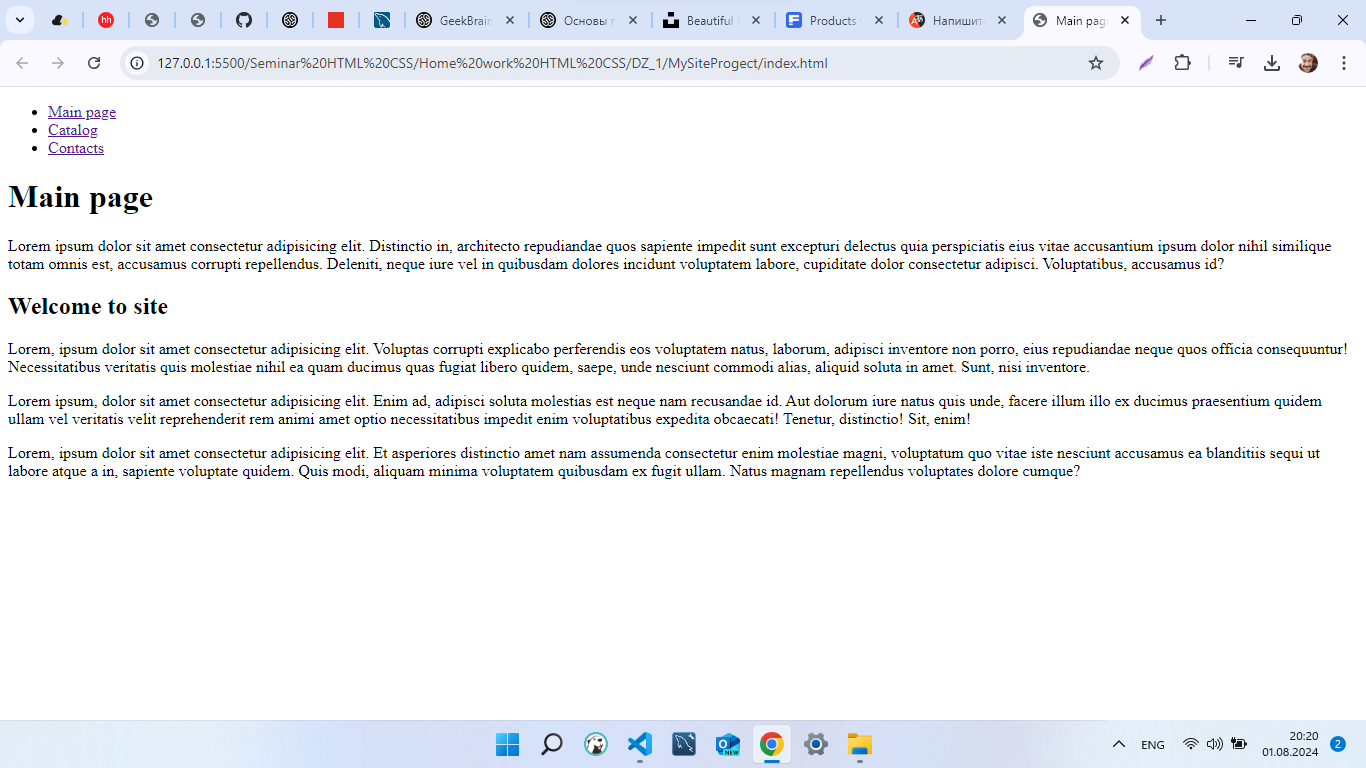 hh
GeekBrain
Основы п
Beautiful
Products
Напишит
Main page
127.0.0.1:5500/Seminar%20HTML%20CSS/Home%20work%20HTML%20CSS/DZ_1/MySiteProgect/index.html
Main page
Catalog
Contacts
Main page
Lorem ipsum dolor sit amet consectetur adipisicing elit. Distinctio in, architecto repudiandae quos sapiente impedit sunt excepturi delectus quia perspiciatis eius vitae accusantium ipsum dolor nihil similique
totam omnis est, accusamus corrupti repellendus. Deleniti, neque iure vel in quibusdam dolores incidunt voluptatem labore, cupiditate dolor consectetur adipisci. Voluptatibus, accusamus id?
Welcome to site
Lorem, ipsum dolor sit amet consectetur adipisicing elit. Voluptas corrupti explicabo perferendis eos voluptatem natus, laborum, adipisci inventore non porro, eius repudiandae neque quos officia consequuntur!
Necessitatibus veritatis quis molestiae nihil ea quam ducimus quas fugiat libero quidem, saepe, unde nesciunt commodi alias, aliquid soluta in amet. Sunt, nisi inventore.
Lorem ipsum, dolor sit amet consectetur adipisicing elit. Enim ad, adipisci soluta molestias est neque nam recusandae id. Aut dolorum iure natus quis unde, facere illum illo ex ducimus praesentium quidem
ullam vel veritatis velit reprehenderit rem animi amet optio necessitatibus impedit enim voluptatibus expedita obcaecati! Tenetur, distinctio! Sit, enim!
Lorem, ipsum dolor sit amet consectetur adipisicing elit. Et asperiores distinctio amet nam assumenda consectetur enim molestiae magni, voluptatum quo vitae iste nesciunt accusamus ea blanditiis sequi ut
labore atque a in, sapiente voluptate quidem. Quis modi, aliquam minima voluptatem quibusdam ex fugit ullam. Natus magnam repellendus voluptates dolore cumque?
NEW
ENG
20:20
01.08.2024
2